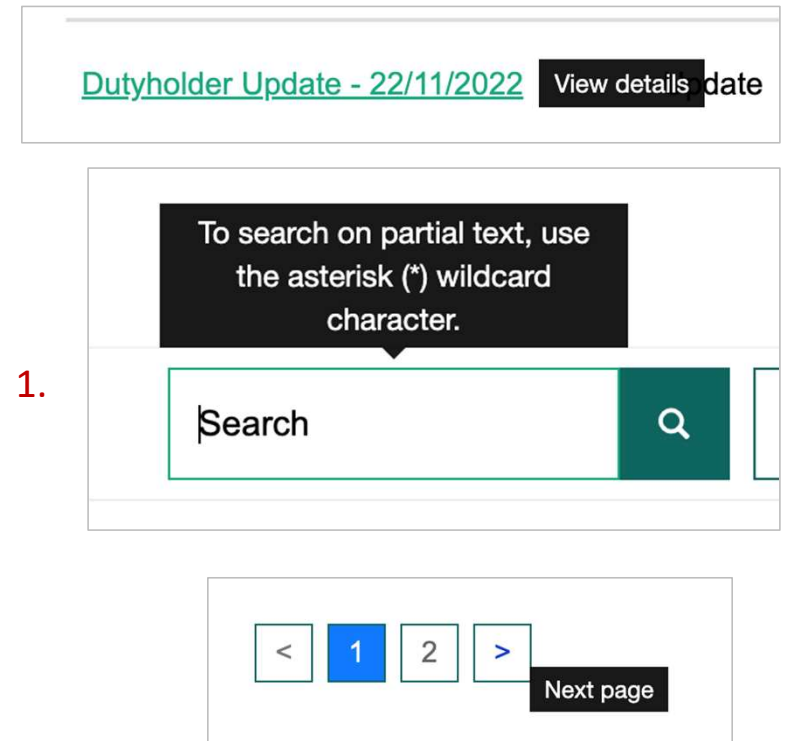 Dutyholder Update - 22/11/2022 View details pdate
To search on partial text, use
the asterisk (*) wildcard
character.
1.
Search
< 1 2 >
Next page